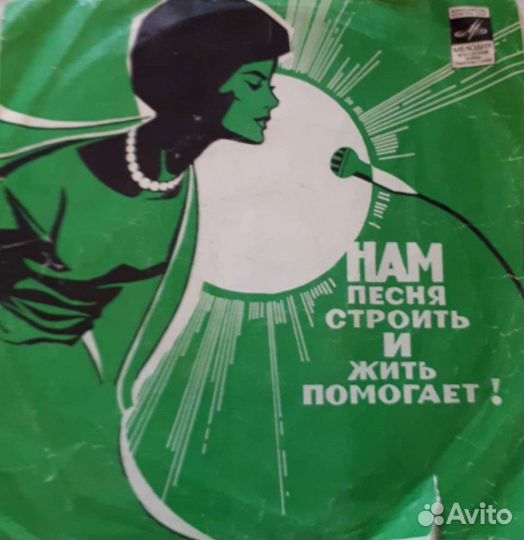 МЕЛОДИЯ
НАМ
ПЕСНЯ
СТРОИТЬ
И
ЖИТЬ
ПОМОГАЕТ!
Avito